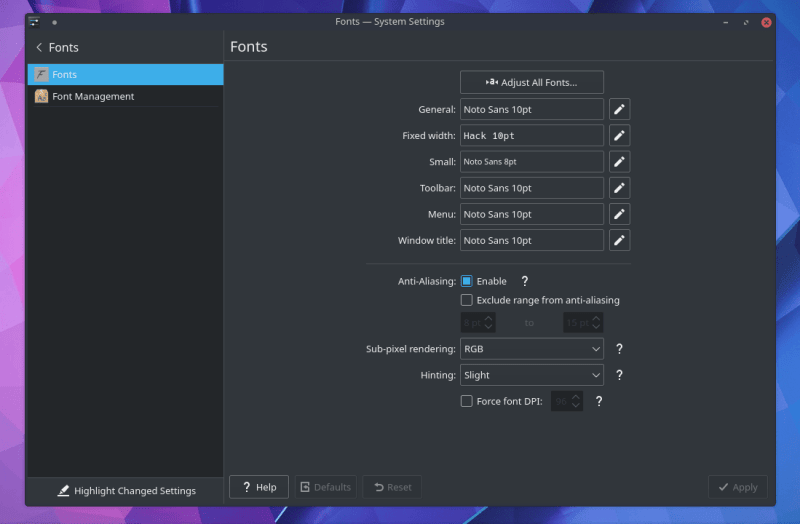 Fonts — System Settings
Fonts
Fonts
Fonts
Font Management
Adjust All Fonts...
General: Noto Sans 10pt
Fixed width: Hack 10pt
Small: Noto Sans 8pt
Toolbar: Noto Sans 10pt
Menu: Noto Sans 10pt
Window title: Noto Sans 10pt
Anti-Aliasing: Enable ?
Exclude range from anti-aliasing
8 pt to 15 pt
Sub-pixel rendering: RGB ?
Hinting: Slight ?
Force font DPI: 96 ?
Highlight Changed Settings
? Help Defaults Reset Apply